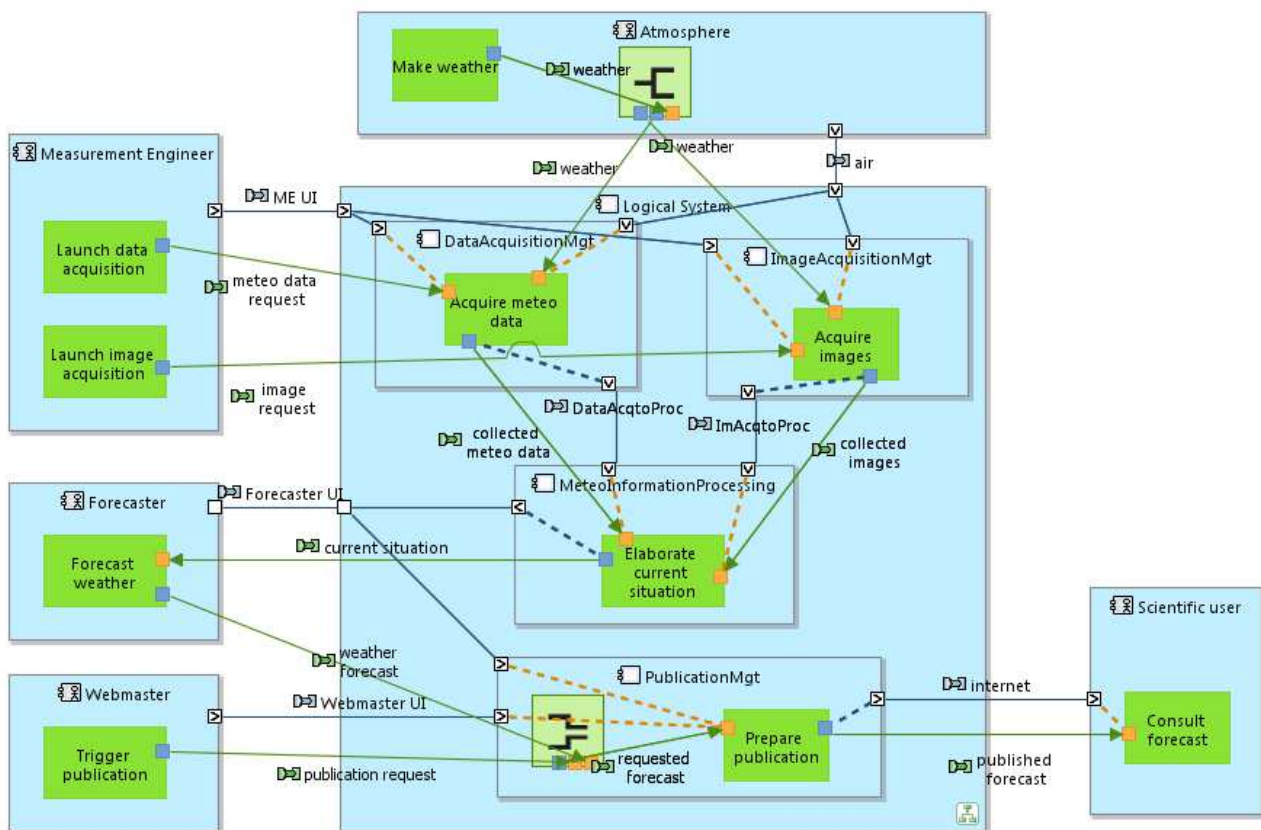 Atmosphere
Make weather
weather
weather
weather
air
Measurement Engineer
ME UI
Logical System
Launch data
acquisition
meteo data
request
DataAcquisitionMgt
ImageAcquisitionMgt
Acquire meteo
data
Acquire
images
Launch image
acquisition
image
request
DataAcqtoProc
ImAcqtoProc
collected
meteo data
collected
images
Forecaster
Forecaster UI
MeteoInformationProcessing
Forecast
weather
current situation
Elaborate
current
situation
Scientific user
weather
forecast
PublicationMgt
Webmaster
Webmaster UI
internet
Trigger
publication
publication request
requested
forecast
Prepare
publication
published
forecast
Consult
forecast